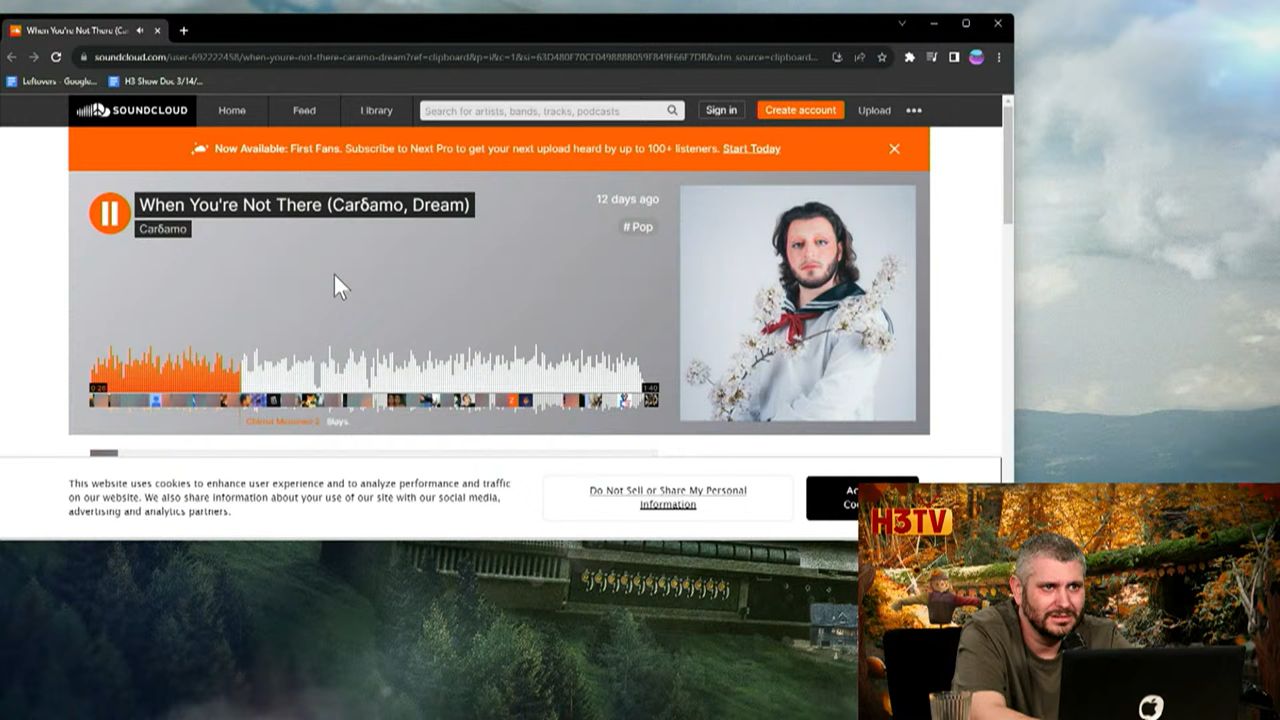 When You're Not There (Ca
soundcloud.com/user-692222458/when-youre-not-there-caramo-dream?ref=clipboard&p=i&c=1&si=63D480F70CF049888B059F849F66F7DB&utm_source=clipboard...
Leftovers - Google...
H3 Show Doc 3/14/...
SOUNDCLOUD
Home
Feed
Library
Search for artists, bands, tracks, podcasts
Sign in
Create account
Upload
Now Available: First Fans. Subscribe to Next Pro to get your next upload heard by up to 100+ listeners. Start Today
When You're Not There (Carδamo, Dream)
Carδamo
12 days ago
# Pop
0:26
1:40
Slays
This website uses cookies to enhance user experience and to analyze performance and traffic
on our website. We also share information about your use of our site with our social media,
advertising and analytics partners.
Do Not Sell or Share My Personal
Information
H3TV